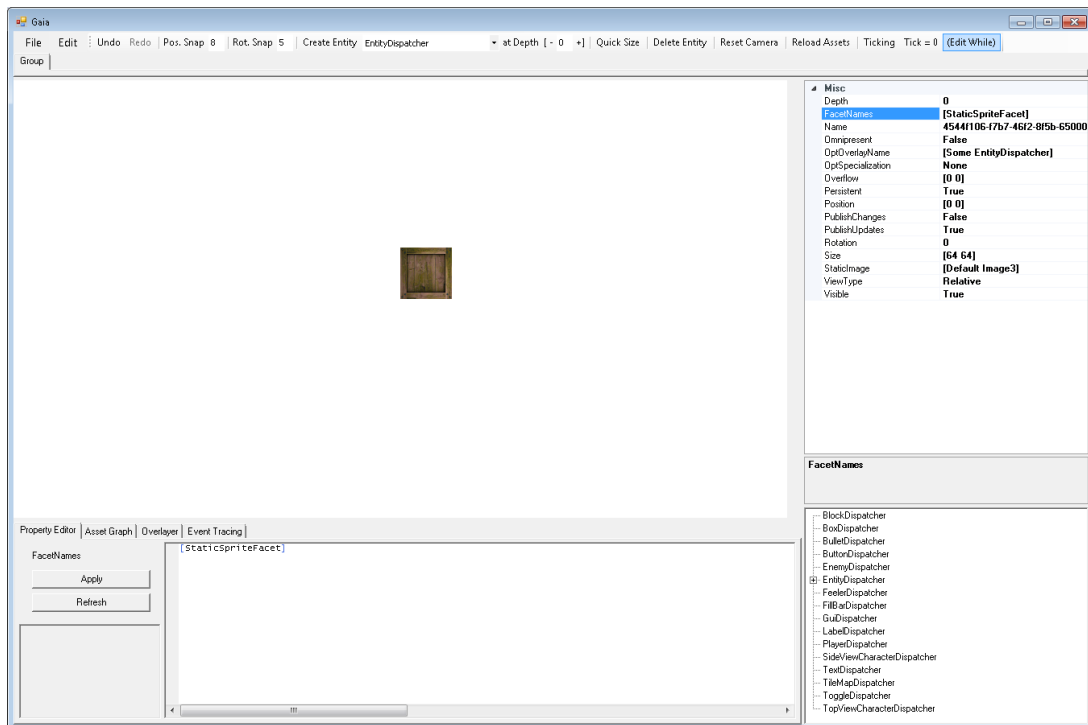 Gaia
File Edit Undo Redo Pos. Snap 8 Rot. Snap 5 Create Entity EntityDispatcher at Depth [ - 0 +] Quick Size Delete Entity Reset Camera Reload Assets Ticking Tick = 0 (Edit While)
Group
Misc
Depth 0
FacetNames [StaticSpriteFacet]
Name 4544f106-f7b7-46f2-8f5b-65000
Omnipresent False
OptOverlayName [Some EntityDispatcher]
OptSpecialization None
Overflow [0 0]
Persistent True
Position [0 0]
PublishChanges False
PublishUpdates True
Rotation 0
Size [64 64]
StaticImage [Default Image3]
ViewType Relative
Visible True
FacetNames
Property Editor Asset Graph Overlayer Event Tracing
FacetNames
Apply
Refresh
[StaticSpriteFacet]
BlockDispatcher
BoxDispatcher
BulletDispatcher
ButtonDispatcher
EnemyDispatcher
EntityDispatcher
FeelerDispatcher
FillBarDispatcher
GuiDispatcher
LabelDispatcher
PlayerDispatcher
SideViewCharacterDispatcher
TextDispatcher
TileMapDispatcher
ToggleDispatcher
TopViewCharacterDispatcher